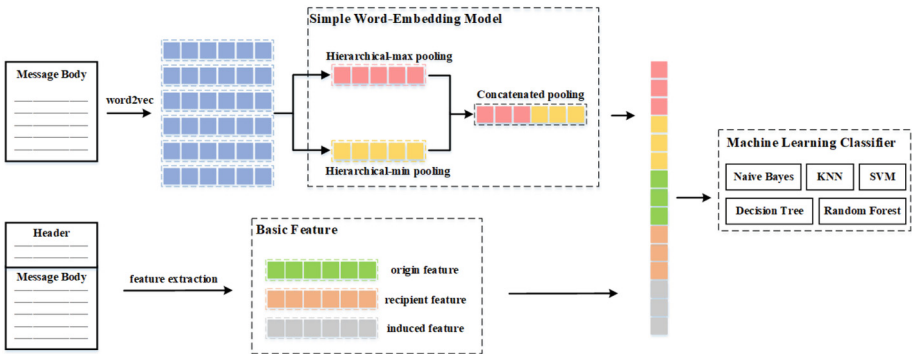 Simple Word-Embedding Model
Message Body
word2vec
Hierarchical-max pooling
Concatenated pooling
Hierarchical-min pooling
Machine Learning Classifier
Naive Bayes
KNN
SVM
Decision Tree
Random Forest
Header
Message Body
feature extraction
Basic Feature
origin feature
recipient feature
induced feature